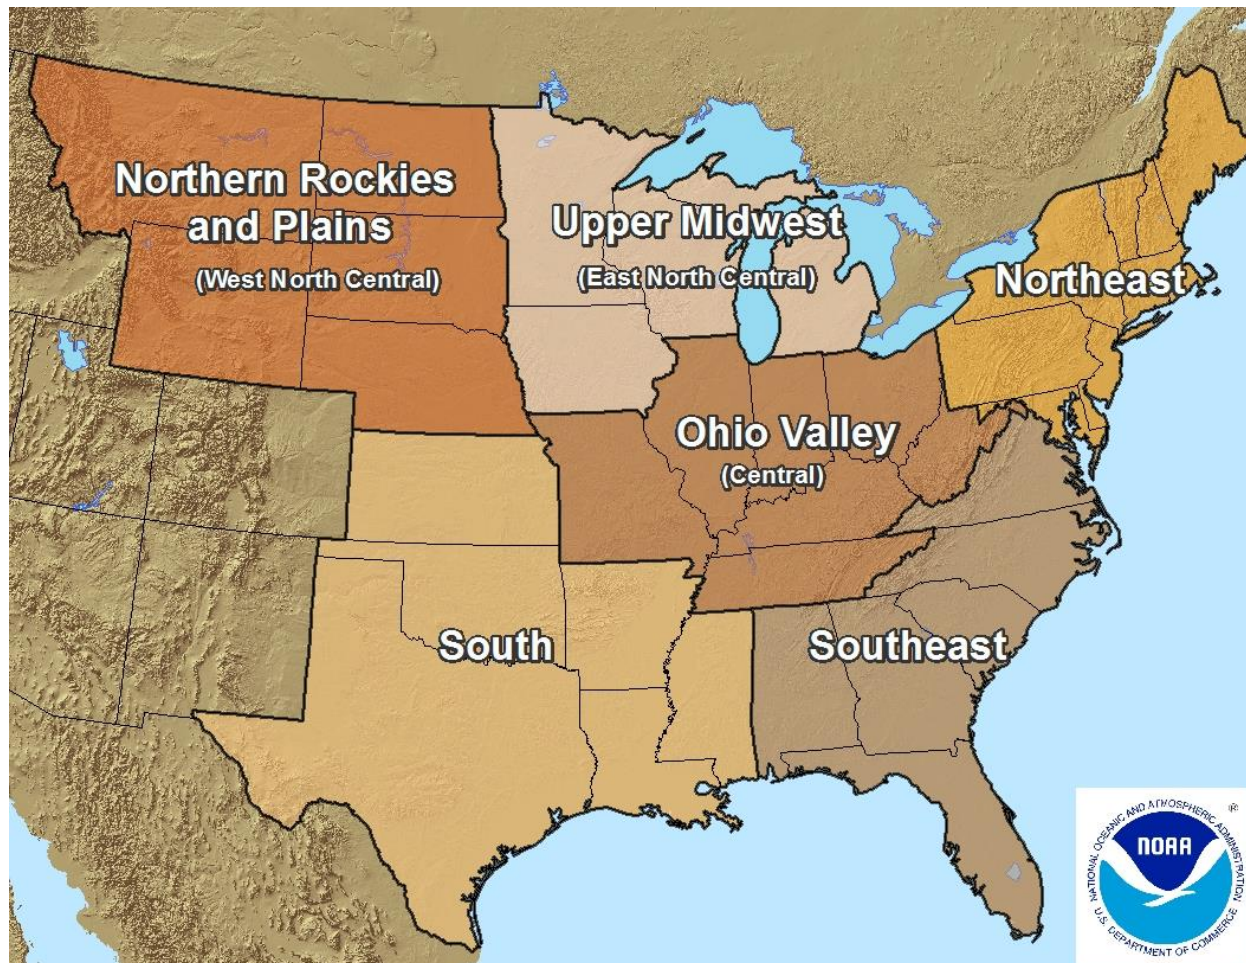 Northern Rockies
and Plains
(West North Central)
Upper Midwest
(East North Central)
Northeast
Ohio Valley
(Central)
South
Southeast
NATIONAL OCEANIC AND ATMOSPHERIC ADMINISTRATION
®
NOAA
U.S. DEPARTMENT OF COMMERCE